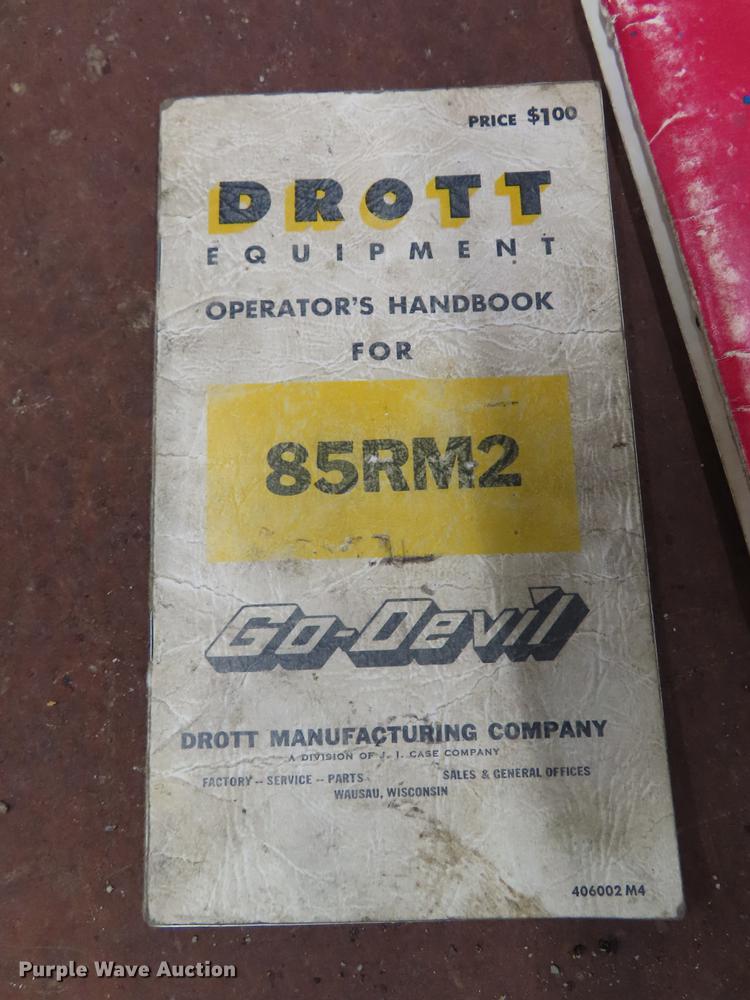 PRICE $1.00
DROTT
EQUIPMENT
OPERATOR'S HANDBOOK
FOR
85RM2
Go-Devil
DROTT MANUFACTURING COMPANY
A DIVISION OF J. I. CASE COMPANY
FACTORY -- SERVICE -- PARTS SALES & GENERAL OFFICES
WAUSAU, WISCONSIN
406002 M4
Purple Wave Auction